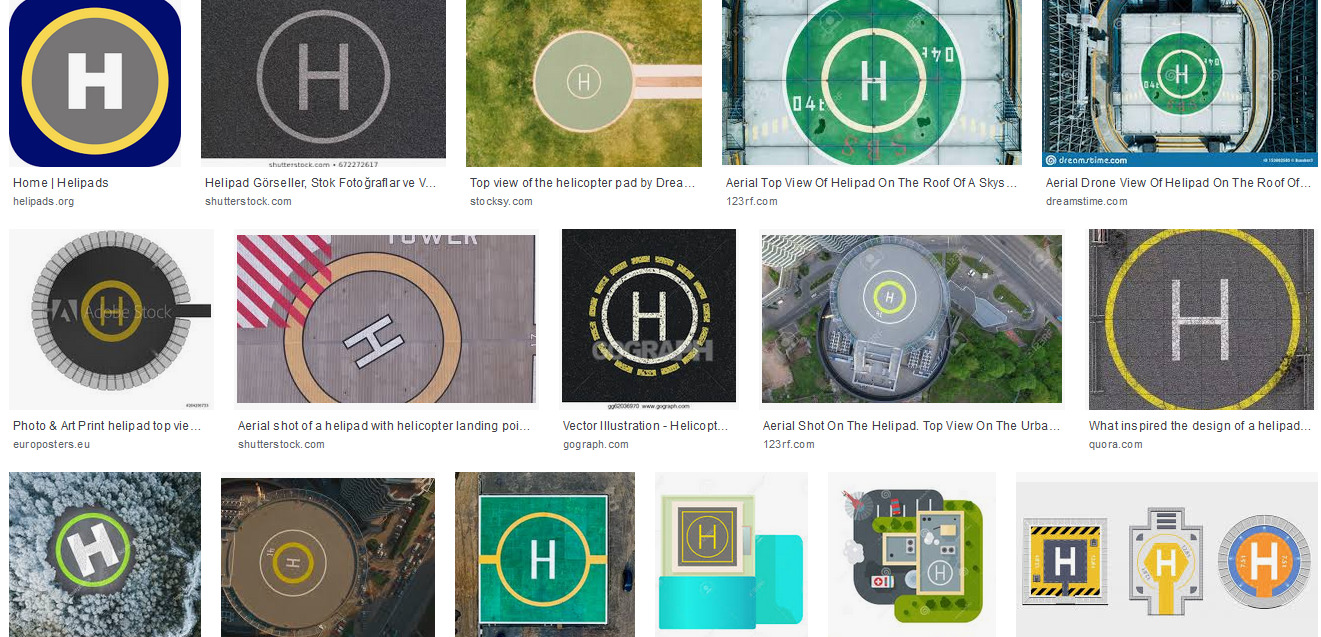 H
H
H
H
04t
04t
SRS
H
04t
04t
shutterstock.com • 672272617
dreamstime.com
Home | Helipads
Helipad Görseller, Stok Fotoğraflar ve V...
Top view of the helicopter pad by Drea...
Aerial Top View Of Helipad On The Roof Of A Skys...
Aerial Drone View Of Helipad On The Roof Of...
helipads.org
shutterstock.com
stocksy.com
123rf.com
dreamstime.com
TOWER
H
Adobe Stock
H
H
GOGRAPH
H
H
gg62036970 www.gograph.com
Photo & Art Print helipad top vie...
Aerial shot of a helipad with helicopter landing poi...
Vector Illustration - Helicopt...
Aerial Shot On The Helipad. Top View On The Urba...
What inspired the design of a helipad...
europosters.eu
shutterstock.com
gograph.com
123rf.com
quora.com
H
H
H
H
H
H
H
H